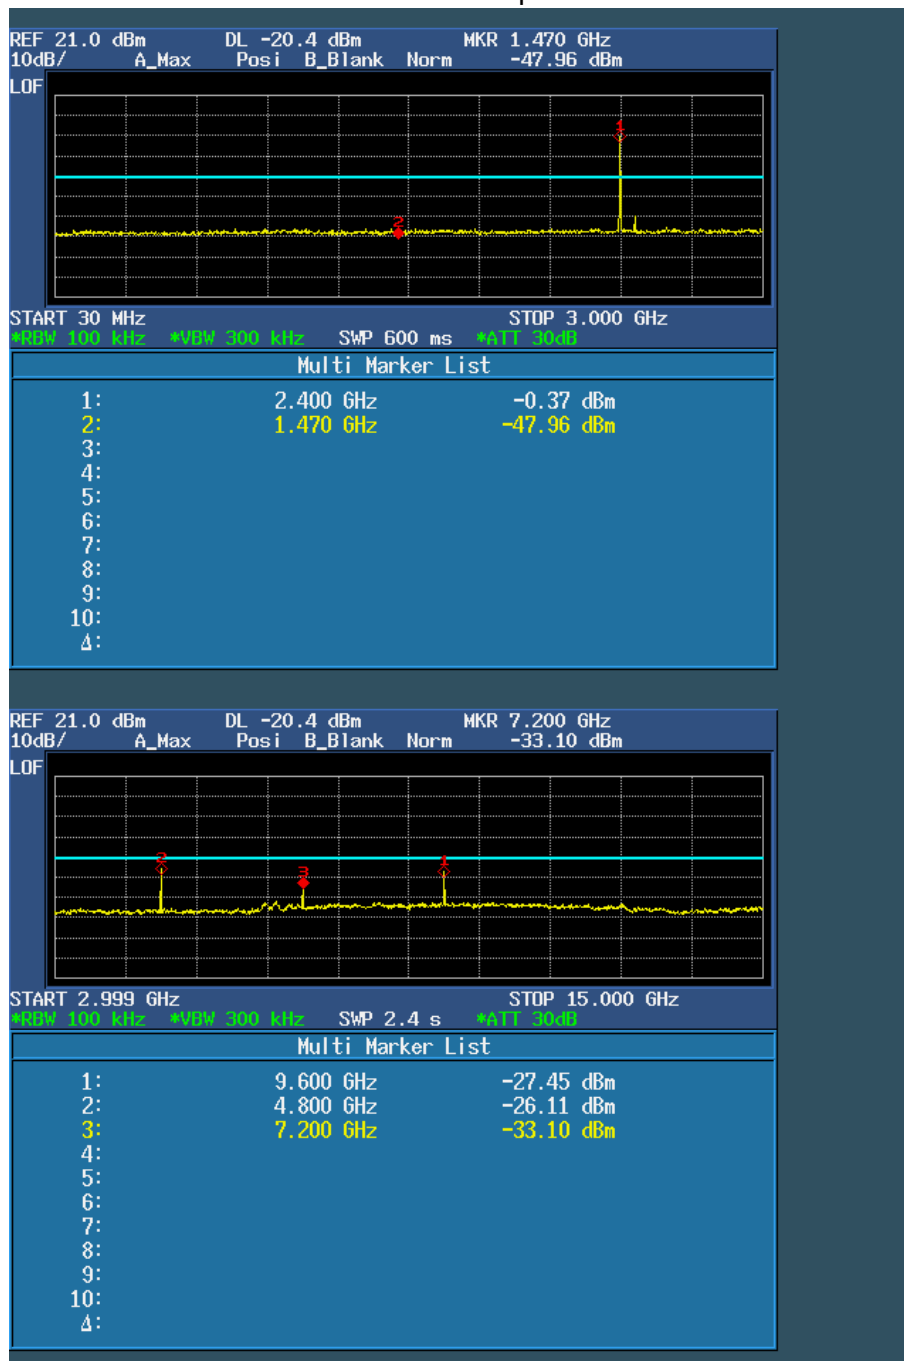 REF 21.0 dBm DL -20.4 dBm MKR 1.470 GHz
10dB/ A_Max Posi B_Blank Norm -47.96 dBm
LOF
1
2
START 30 MHz STOP 3.000 GHz
*RBW 100 kHz *VBW 300 kHz SWP 600 ms *ATT 30dB
Multi Marker List
1: 2.400 GHz -0.37 dBm
2: 1.470 GHz -47.96 dBm
3:
4:
5:
6:
7:
8:
9:
10:
Δ:
REF 21.0 dBm DL -20.4 dBm MKR 7.200 GHz
10dB/ A_Max Posi B_Blank Norm -33.10 dBm
LOF
2 3 1
START 2.999 GHz STOP 15.000 GHz
*RBW 100 kHz *VBW 300 kHz SWP 2.4 s *ATT 30dB
Multi Marker List
1: 9.600 GHz -27.45 dBm
2: 4.800 GHz -26.11 dBm
3: 7.200 GHz -33.10 dBm
4:
5:
6:
7:
8:
9:
10:
Δ: